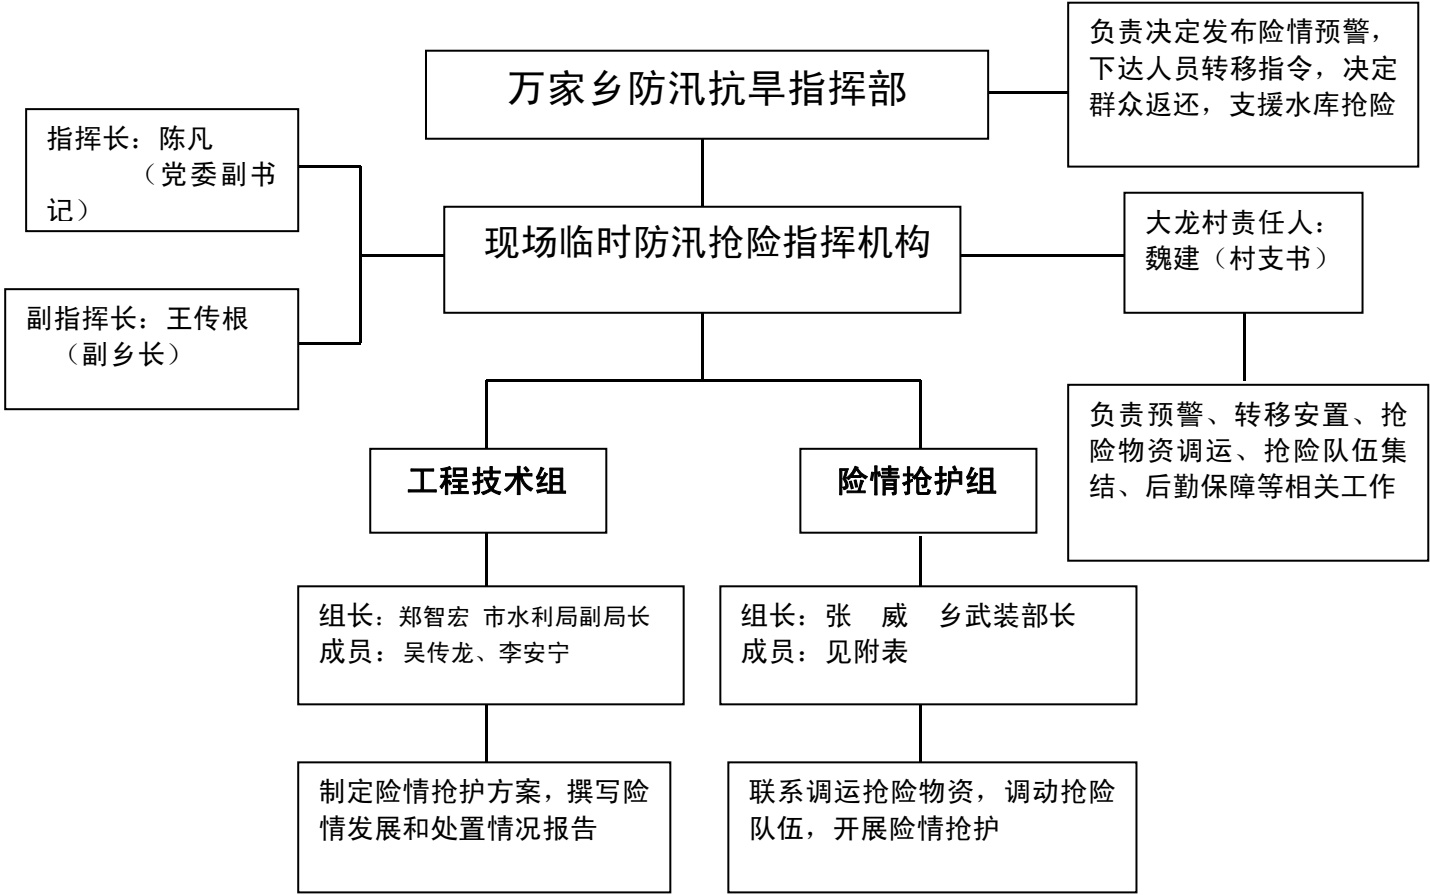 万家乡防汛抗旱指挥部
负责决定发布险情预警，
下达人员转移指令，决定
群众返还，支援水库抢险
指挥长：陈凡
（党委副书
记）
现场临时防汛抢险指挥机构
大龙村责任人：
魏建（村支书）
副指挥长：王传根
（副乡长）
负责预警、转移安置、抢
险物资调运、抢险队伍集
结、后勤保障等相关工作
工程技术组
险情抢护组
组长：郑智宏 市水利局副局长
成员：吴传龙、李安宁
组长：张　威　乡武装部长
成员：见附表
制定险情抢护方案，撰写险
情发展和处置情况报告
联系调运抢险物资，调动抢险
队伍，开展险情抢护